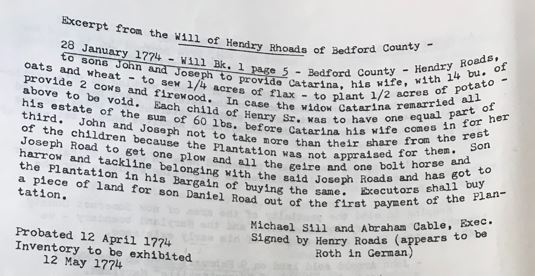 Excerpt from the Will of Hendry Rhoads of Bedford County -
28 January 1774 - Will Bk. 1 page 5 - Bedford County - Hendry Roads,
to sons John and Joseph to provide Catarina, his wife, with 14 bu. of
oats and wheat - to sew 1/4 acres of flax - to plant 1/2 acres of potato -
provide 2 cows and firewood. In case the widow Catarina remarried all
above to be void. Each child of Henry Sr. was to have one equal part of
his estate of the sum of 60 lbs. before Catarina his wife comes in for her
third. John and Joseph not to take more than their share from the rest
of the children because the Plantation was not appraised for them. Son
Joseph Road to get one plow and all the geire and one bolt horse and
harrow and tackline belonging with the said Joseph Roads and has got to
the Plantation in his Bargain of buying the same. Executors shall buy
a piece of land for son Daniel Road out of the first payment of the Plan-
tation.
Michael Sill and Abraham Cable, Exec.
Probated 12 April 1774
Signed by Henry Roads (appears to be
Inventory to be exhibited
Roth in German)
12 May 1774